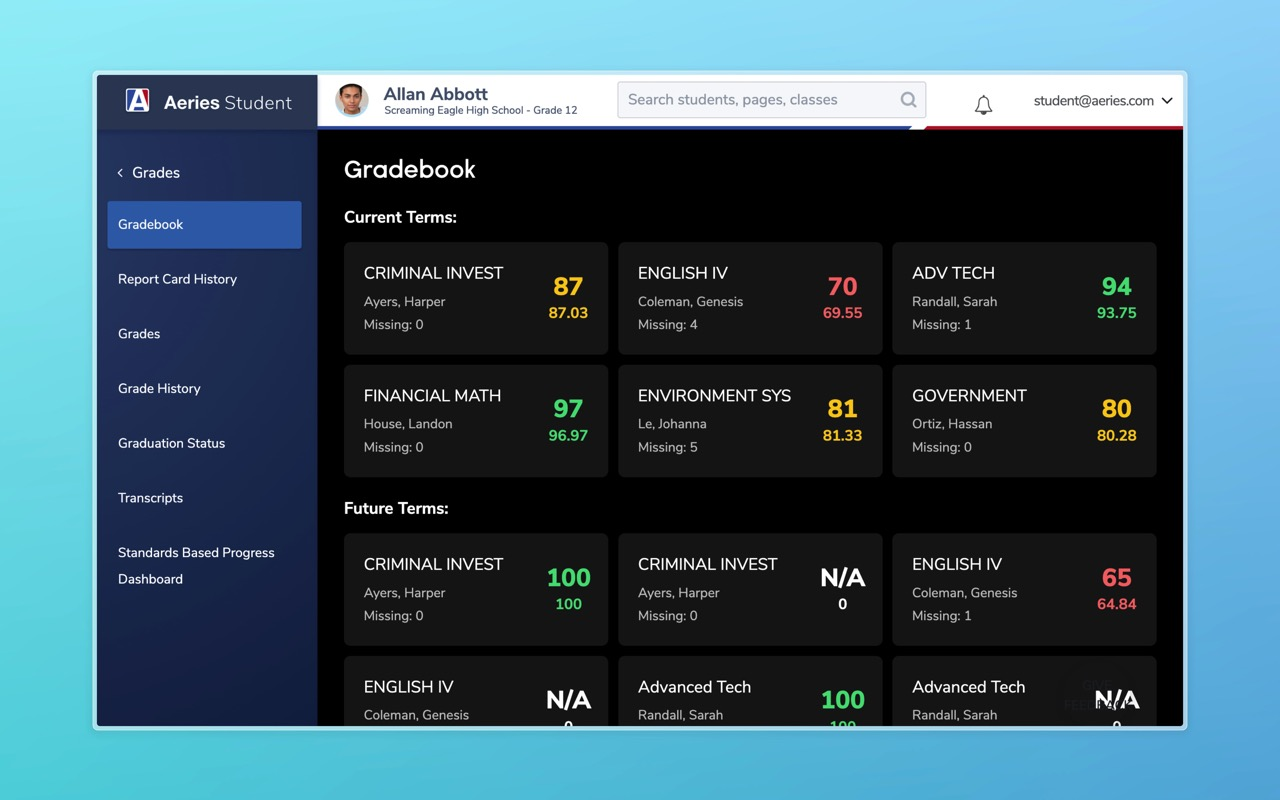 Aeries Student
Allan Abbott
Screaming Eagle High School - Grade 12
Search students, pages, classes
student@aeries.com
Grades
Gradebook
Report Card History
Grades
Grade History
Graduation Status
Transcripts
Standards Based Progress
Dashboard
Gradebook
Current Terms:
CRIMINAL INVEST
Ayers, Harper
Missing: 0
87
87.03
ENGLISH IV
Coleman, Genesis
Missing: 4
70
69.55
ADV TECH
Randall, Sarah
Missing: 1
94
93.75
FINANCIAL MATH
House, Landon
Missing: 0
97
96.97
ENVIRONMENT SYS
Le, Johanna
Missing: 5
81
81.33
GOVERNMENT
Ortiz, Hassan
Missing: 0
80
80.28
Future Terms:
CRIMINAL INVEST
Ayers, Harper
Missing: 0
100
100
CRIMINAL INVEST
Ayers, Harper
Missing: 0
N/A
0
ENGLISH IV
Coleman, Genesis
Missing: 1
65
64.84
ENGLISH IV
Coleman, Genesis
N/A
0
Advanced Tech
Randall, Sarah
100
100
Advanced Tech
Randall, Sarah
N/A
0